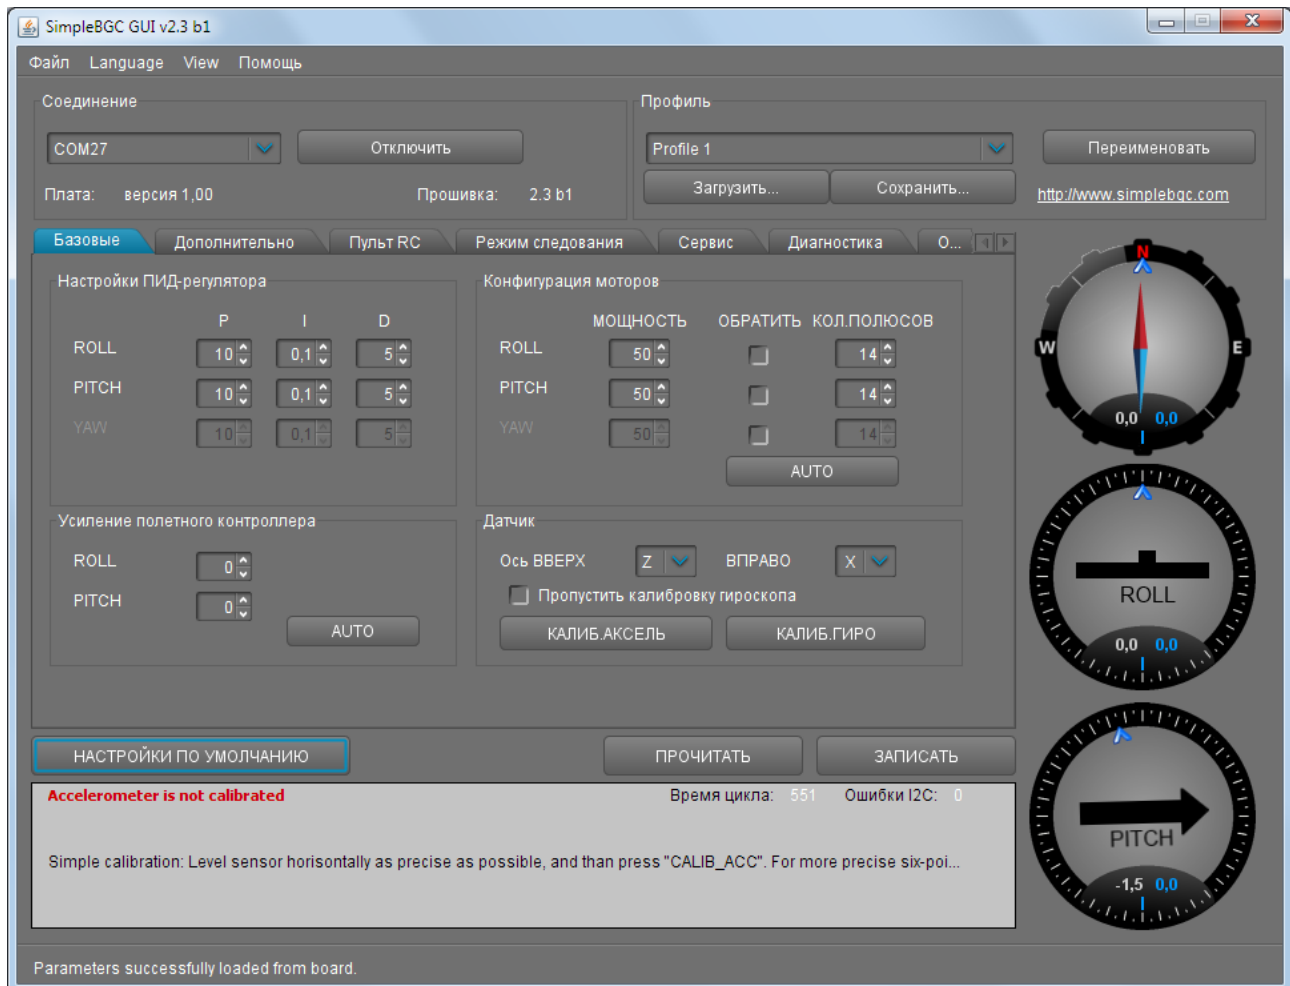 SimpleBGC GUI v2.3 b1
Файл Language View Помощь
Соединение
Профиль
COM27 Отключить
Profile 1 Переименовать
Загрузить... Сохранить...
Плата: версия 1,00 Прошивка: 2.3 b1
http://www.simplebgc.com
Базовые Дополнительно Пульт RC Режим следования Сервис Диагностика О...
Настройки ПИД-регулятора
P I D
ROLL 10 0,1 5
PITCH 10 0,1 5
YAW 10 0,1 5
Конфигурация моторов
МОЩНОСТЬ ОБРАТИТЬ КОЛ.ПОЛЮСОВ
ROLL 50 14
PITCH 50 14
YAW 50 14
AUTO
Усиление полетного контроллера
ROLL 0
PITCH 0
AUTO
Датчик
Ось ВВЕРХ Z ВПРАВО X
Пропустить калибровку гироскопа
КАЛИБ.АКСЕЛЬ КАЛИБ.ГИРО
N
W E
0,0 0,0
ROLL
0,0 0,0
PITCH
-1,5 0,0
НАСТРОЙКИ ПО УМОЛЧАНИЮ ПРОЧИТАТЬ ЗАПИСАТЬ
Accelerometer is not calibrated Время цикла: 551 Ошибки I2C: 0
Simple calibration: Level sensor horisontally as precise as possible, and than press "CALIB_ACC". For more precise six-poi...
Parameters successfully loaded from board.